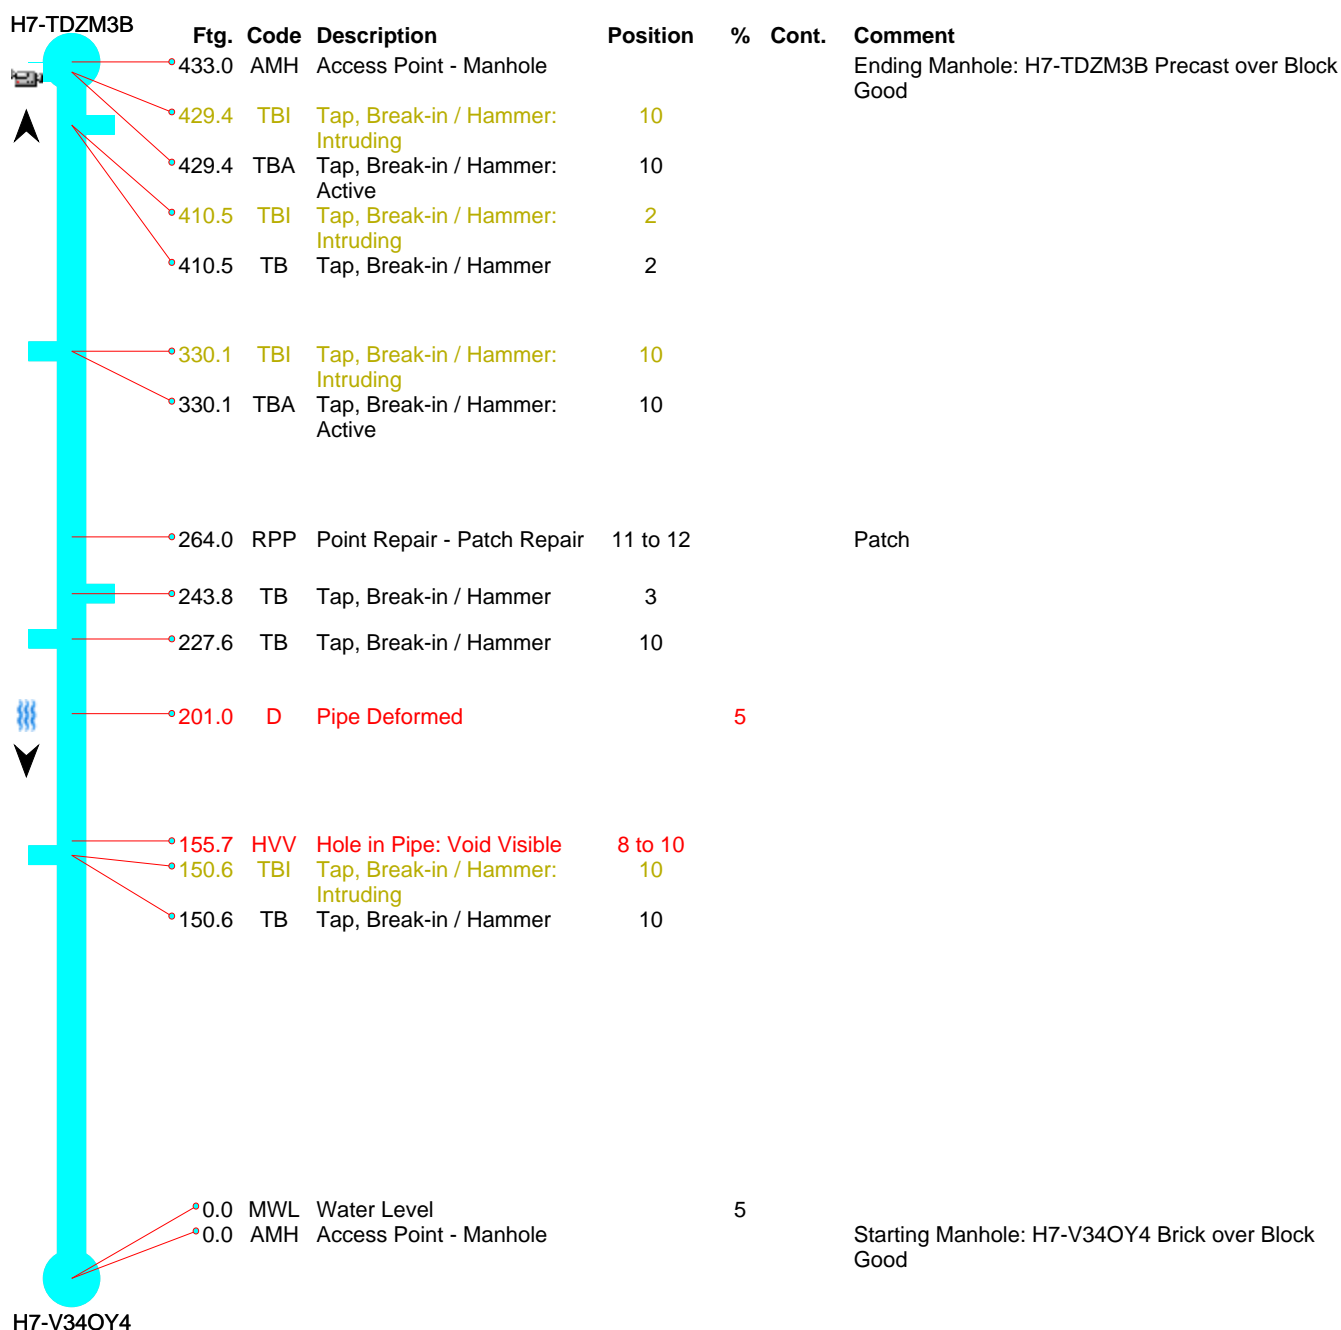 H7-TDZM3B
Ftg. Code Description Position % Cont. Comment
433.0 AMH Access Point - Manhole Ending Manhole: H7-TDZM3B Precast over Block
Good
429.4 TBI Tap, Break-in / Hammer: 10
Intruding
429.4 TBA Tap, Break-in / Hammer: 10
Active
410.5 TBI Tap, Break-in / Hammer: 2
Intruding
410.5 TB Tap, Break-in / Hammer 2
330.1 TBI Tap, Break-in / Hammer: 10
Intruding
330.1 TBA Tap, Break-in / Hammer: 10
Active
264.0 RPP Point Repair - Patch Repair 11 to 12 Patch
243.8 TB Tap, Break-in / Hammer 3
227.6 TB Tap, Break-in / Hammer 10
201.0 D Pipe Deformed 5
155.7 HVV Hole in Pipe: Void Visible 8 to 10
150.6 TBI Tap, Break-in / Hammer: 10
Intruding
150.6 TB Tap, Break-in / Hammer 10
0.0 MWL Water Level 5
0.0 AMH Access Point - Manhole Starting Manhole: H7-V34OY4 Brick over Block
Good
H7-V34OY4